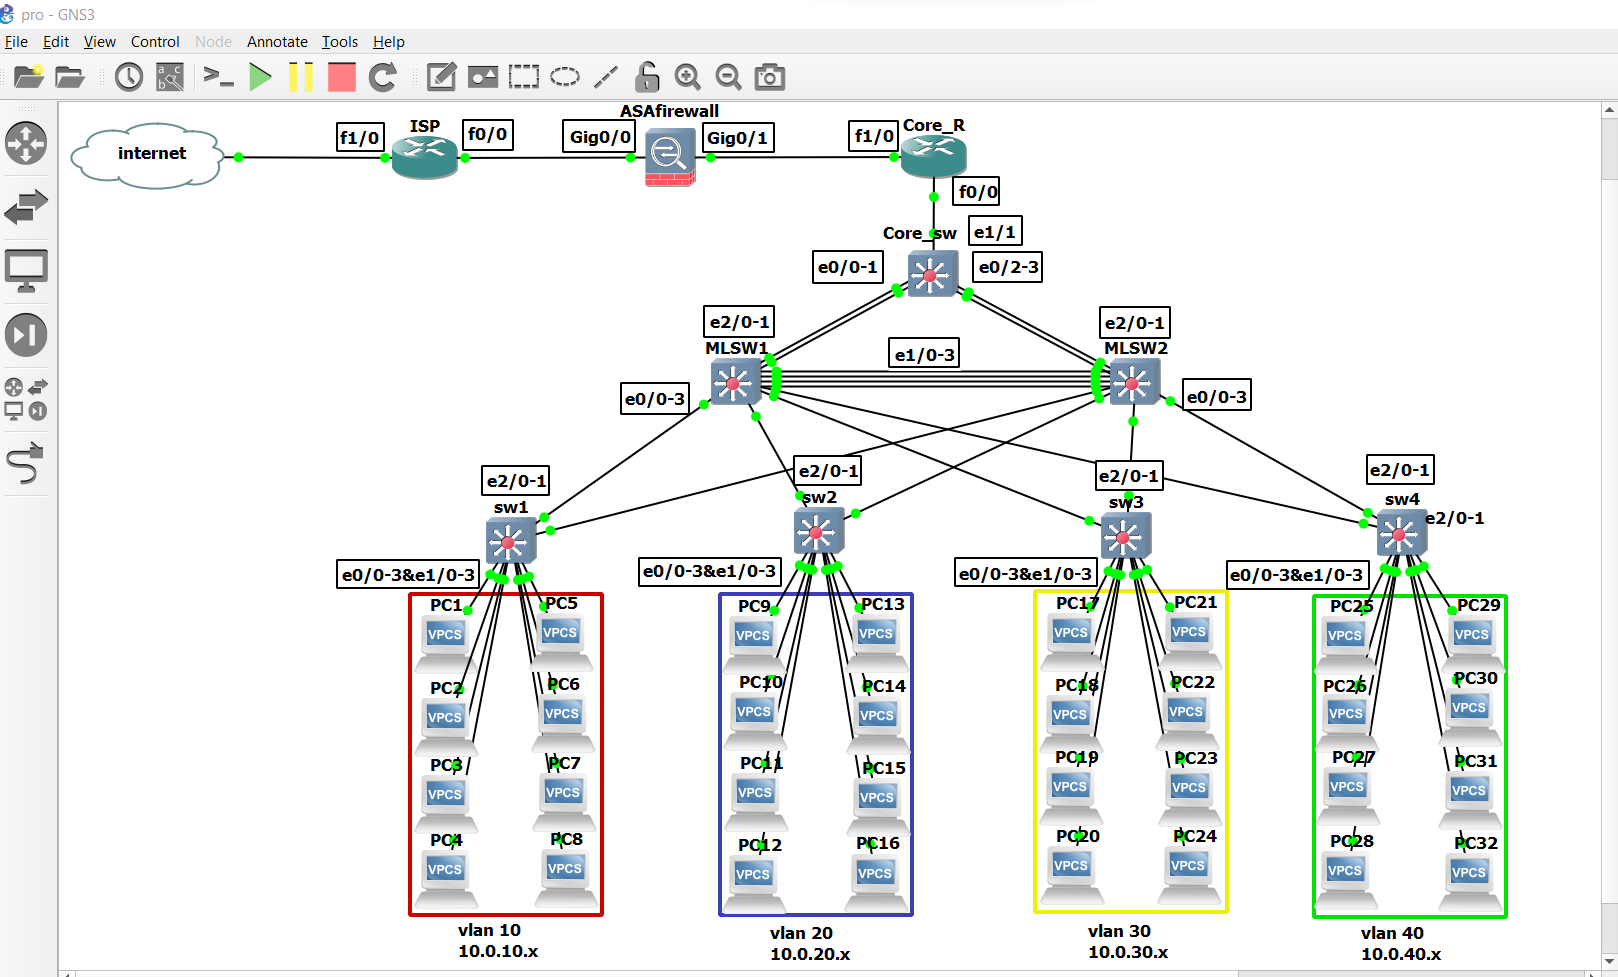 pro - GNS3
File Edit View Control Node Annotate Tools Help
ASAfirewall
ISP
Core_R
f1/0
f0/0
Gig0/0
Gig0/1
f1/0
internet
f0/0
Core_sw
e1/1
e0/0-1
e0/2-3
e2/0-1
e2/0-1
MLSW1
e1/0-3
MLSW2
e0/0-3
e0/0-3
e2/0-1
e2/0-1
e2/0-1
e2/0-1
sw1
sw2
sw3
sw4
e2/0-1
e0/0-3&e1/0-3
e0/0-3&e1/0-3
e0/0-3&e1/0-3
e0/0-3&e1/0-3
PC1
PC5
PC9
PC13
PC17
PC21
PC25
PC29
VPCS
VPCS
VPCS
VPCS
VPCS
VPCS
VPCS
VPCS
PC2
PC6
PC10
PC14
PC18
PC22
PC26
PC30
VPCS
VPCS
VPCS
VPCS
VPCS
VPCS
VPCS
VPCS
PC3
PC7
PC11
PC15
PC19
PC23
PC27
PC31
VPCS
VPCS
VPCS
VPCS
VPCS
VPCS
VPCS
VPCS
PC4
PC8
PC12
PC16
PC20
PC24
PC28
PC32
VPCS
VPCS
VPCS
VPCS
VPCS
VPCS
VPCS
VPCS
vlan 10
10.0.10.x
vlan 20
10.0.20.x
vlan 30
10.0.30.x
vlan 40
10.0.40.x